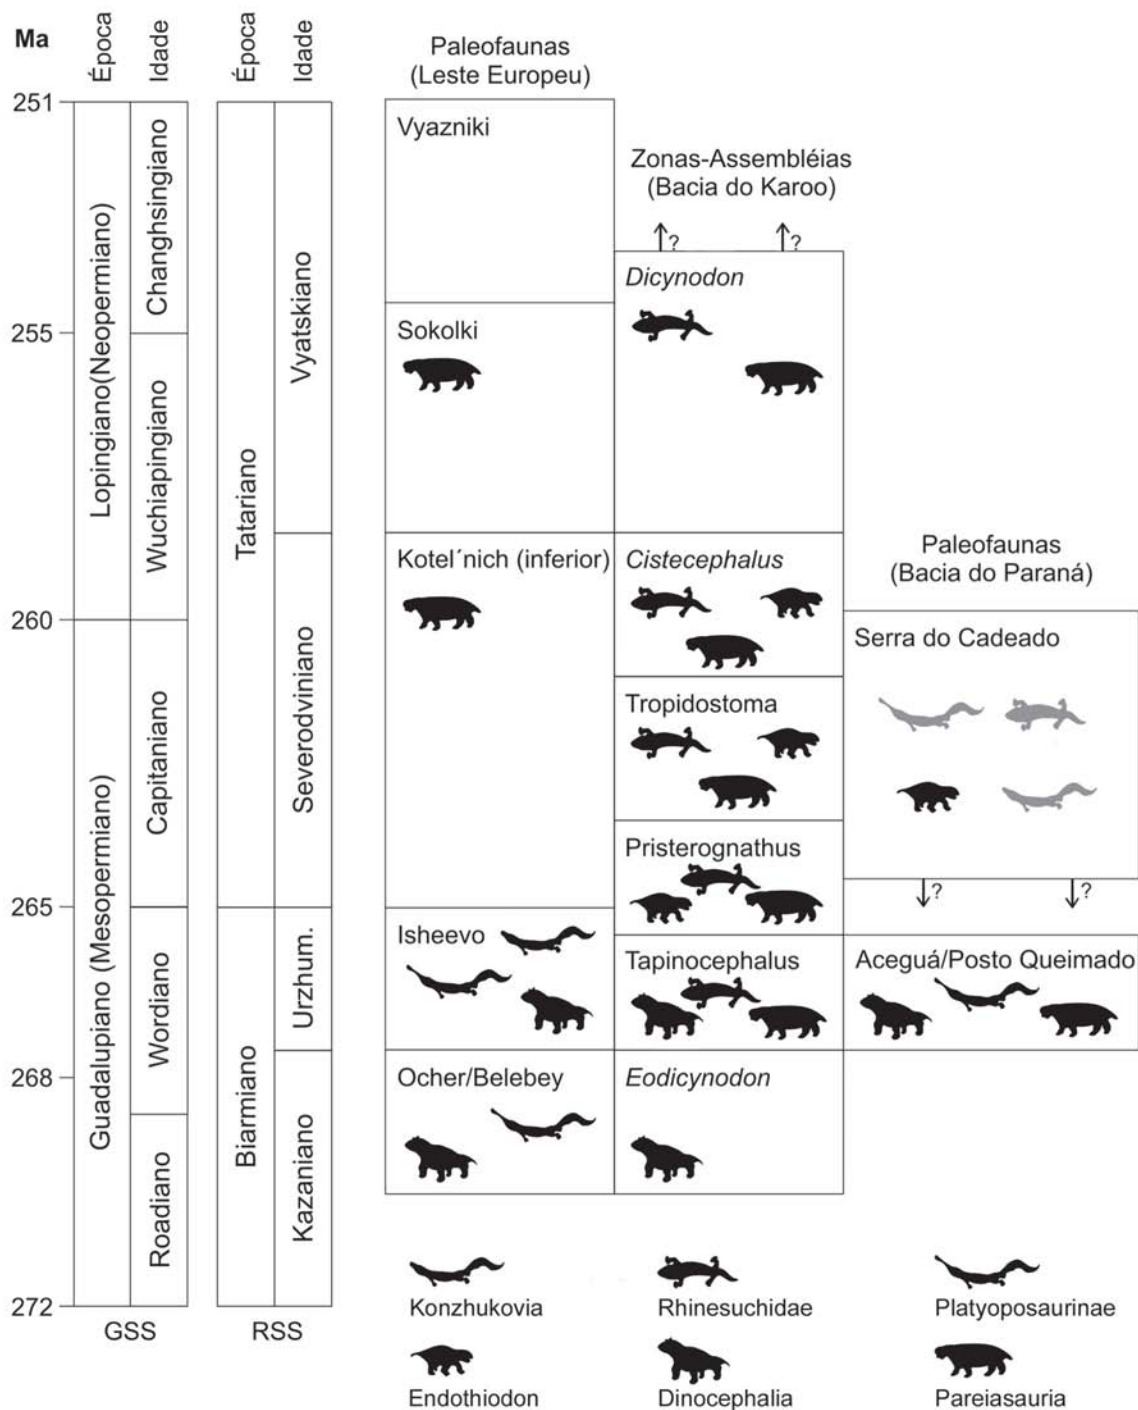 Ma
Época
Idade
Época
Idade
Paleofaunas
(Leste Europeu)
Zonas-Assembléias
(Bacia do Karoo)
Paleofaunas
(Bacia do Paraná)
251
255
260
265
268
272
Lopingiano(Neopermiano)
Guadalupiano (Mesopermiano)
Changhsingiano
Wuchiapingiano
Capitaniano
Wordiano
Roadiano
GSS
Tatariano
Biarmiano
Vyatskiano
Severodviniano
Urzhum.
Kazaniano
RSS
Vyazniki
Sokolki
Kotel´nich (inferior)
Isheevo
Ocher/Belebey
? ?
Dicynodon
Cistecephalus
Tropidostoma
Pristerognathus
Tapinocephalus
Eodicynodon
Serra do Cadeado
? ?
Aceguá/Posto Queimado
Konzhukovia
Rhinesuchidae
Platyoposaurinae
Endothiodon
Dinocephalia
Pareiasauria